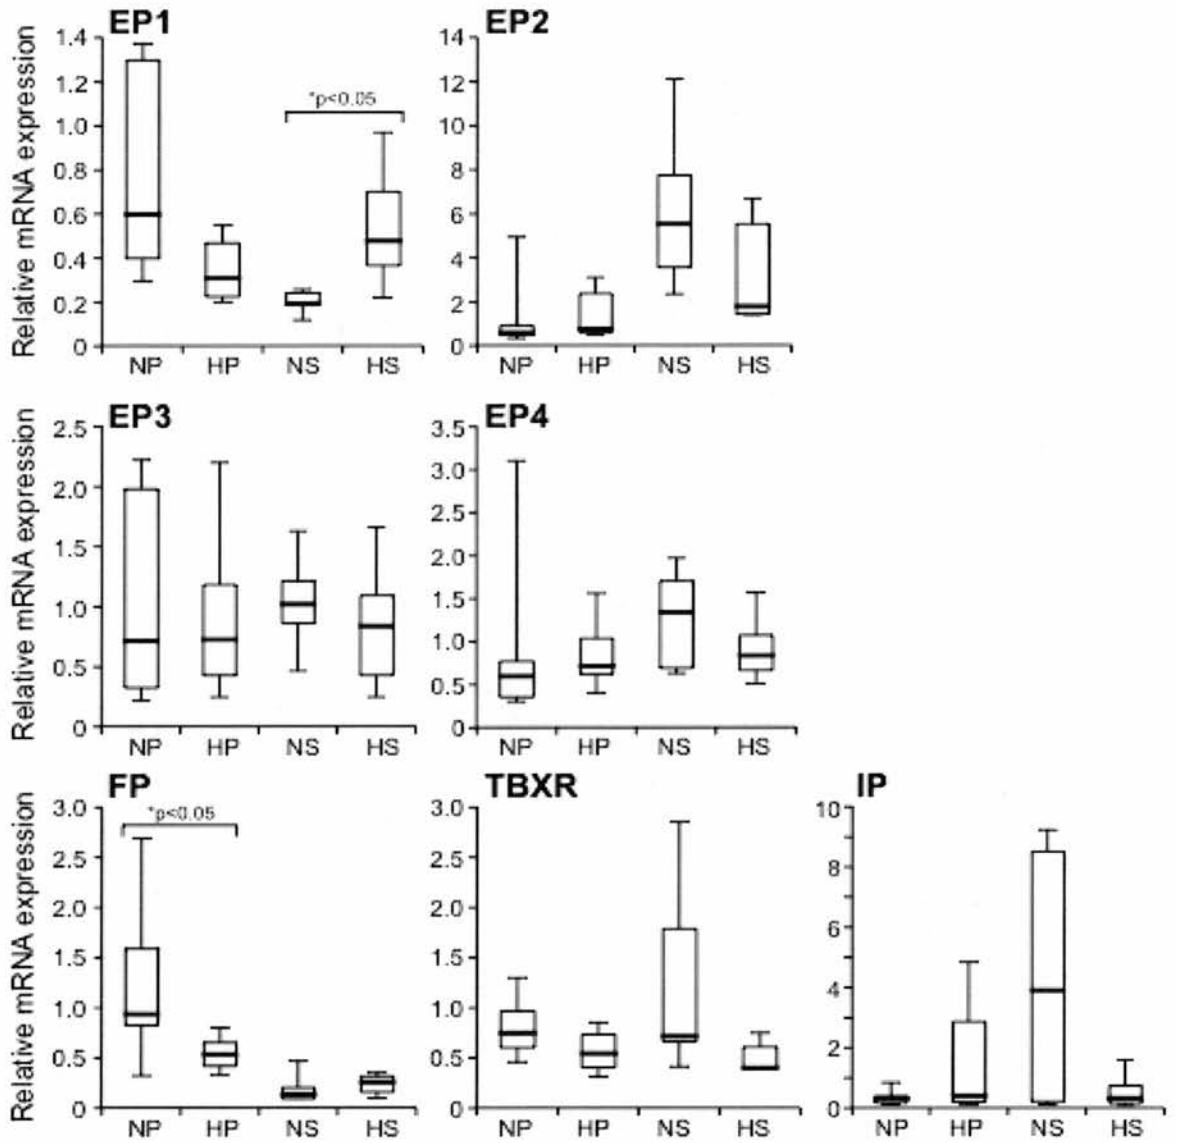 EP1
Relative mRNA expression
1.4
1.2
1.0
0.8
0.6
0.4
0.2
0
*p<0.05
NP HP NS HS
EP2
14
12
10
8
6
4
2
0
NP HP NS HS
EP3
Relative mRNA expression
2.5
2.0
1.5
1.0
0.5
0
NP HP NS HS
EP4
3.5
3.0
2.5
2.0
1.5
1.0
0.5
0
NP HP NS HS
FP
Relative mRNA expression
3.0
2.5
2.0
1.5
1.0
0.5
0
*p<0.05
NP HP NS HS
TBXR
3.0
2.5
2.0
1.5
1.0
0.5
0
NP HP NS HS
IP
10
8
6
4
2
0
NP HP NS HS